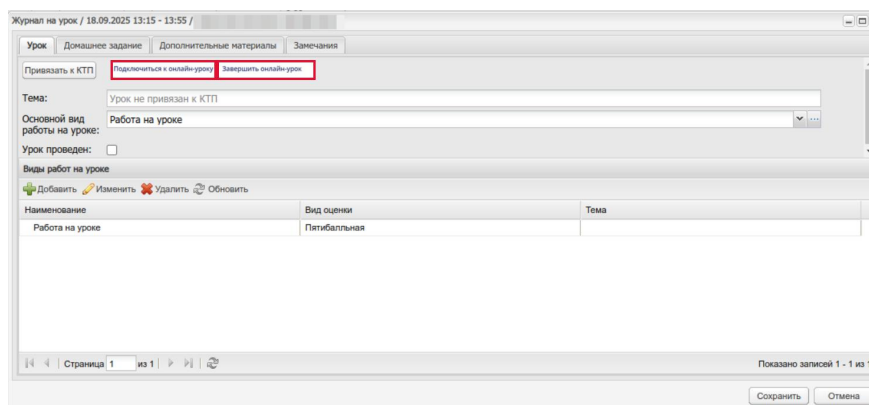 Журнал на урок / 18.09.2025 13:15 - 13:55 /
Урок Домашнее задание Дополнительные материалы Замечания
Привязать к КТП Подключиться к онлайн-уроку Завершить онлайн-урок
Тема: Урок не привязан к КТП
Основной вид
работы на уроке: Работа на уроке
Урок проведен:
Виды работ на уроке
Добавить Изменить Удалить Обновить
Наименование Вид оценки Тема
Работа на уроке Пятибалльная
Страница 1 из 1 Показано записей 1 - 1 из 1
Сохранить Отмена